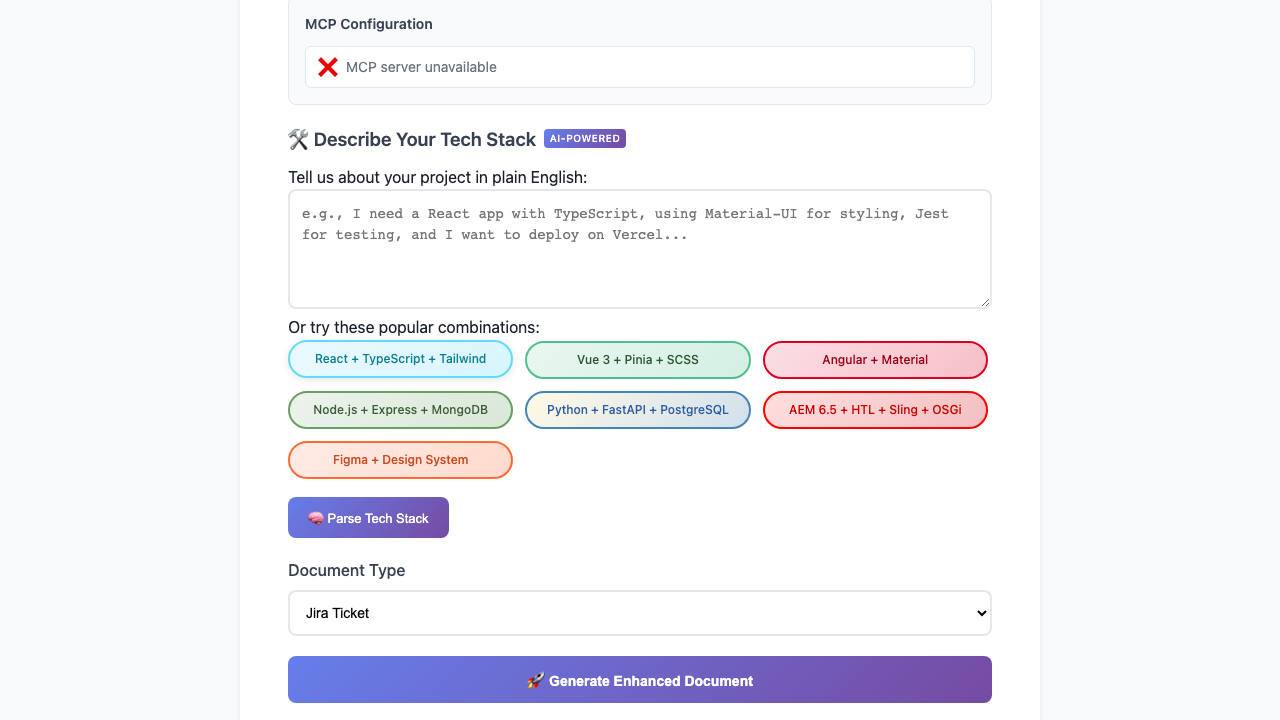 MCP Configuration
❌ MCP server unavailable
🛠️ Describe Your Tech Stack AI-POWERED
Tell us about your project in plain English:
e.g., I need a React app with TypeScript, using Material-UI for styling, Jest
for testing, and I want to deploy on Vercel...
Or try these popular combinations:
React + TypeScript + Tailwind
Vue 3 + Pinia + SCSS
Angular + Material
Node.js + Express + MongoDB
Python + FastAPI + PostgreSQL
AEM 6.5 + HTL + Sling + OSGi
Figma + Design System
🧠 Parse Tech Stack
Document Type
Jira Ticket
🚀 Generate Enhanced Document